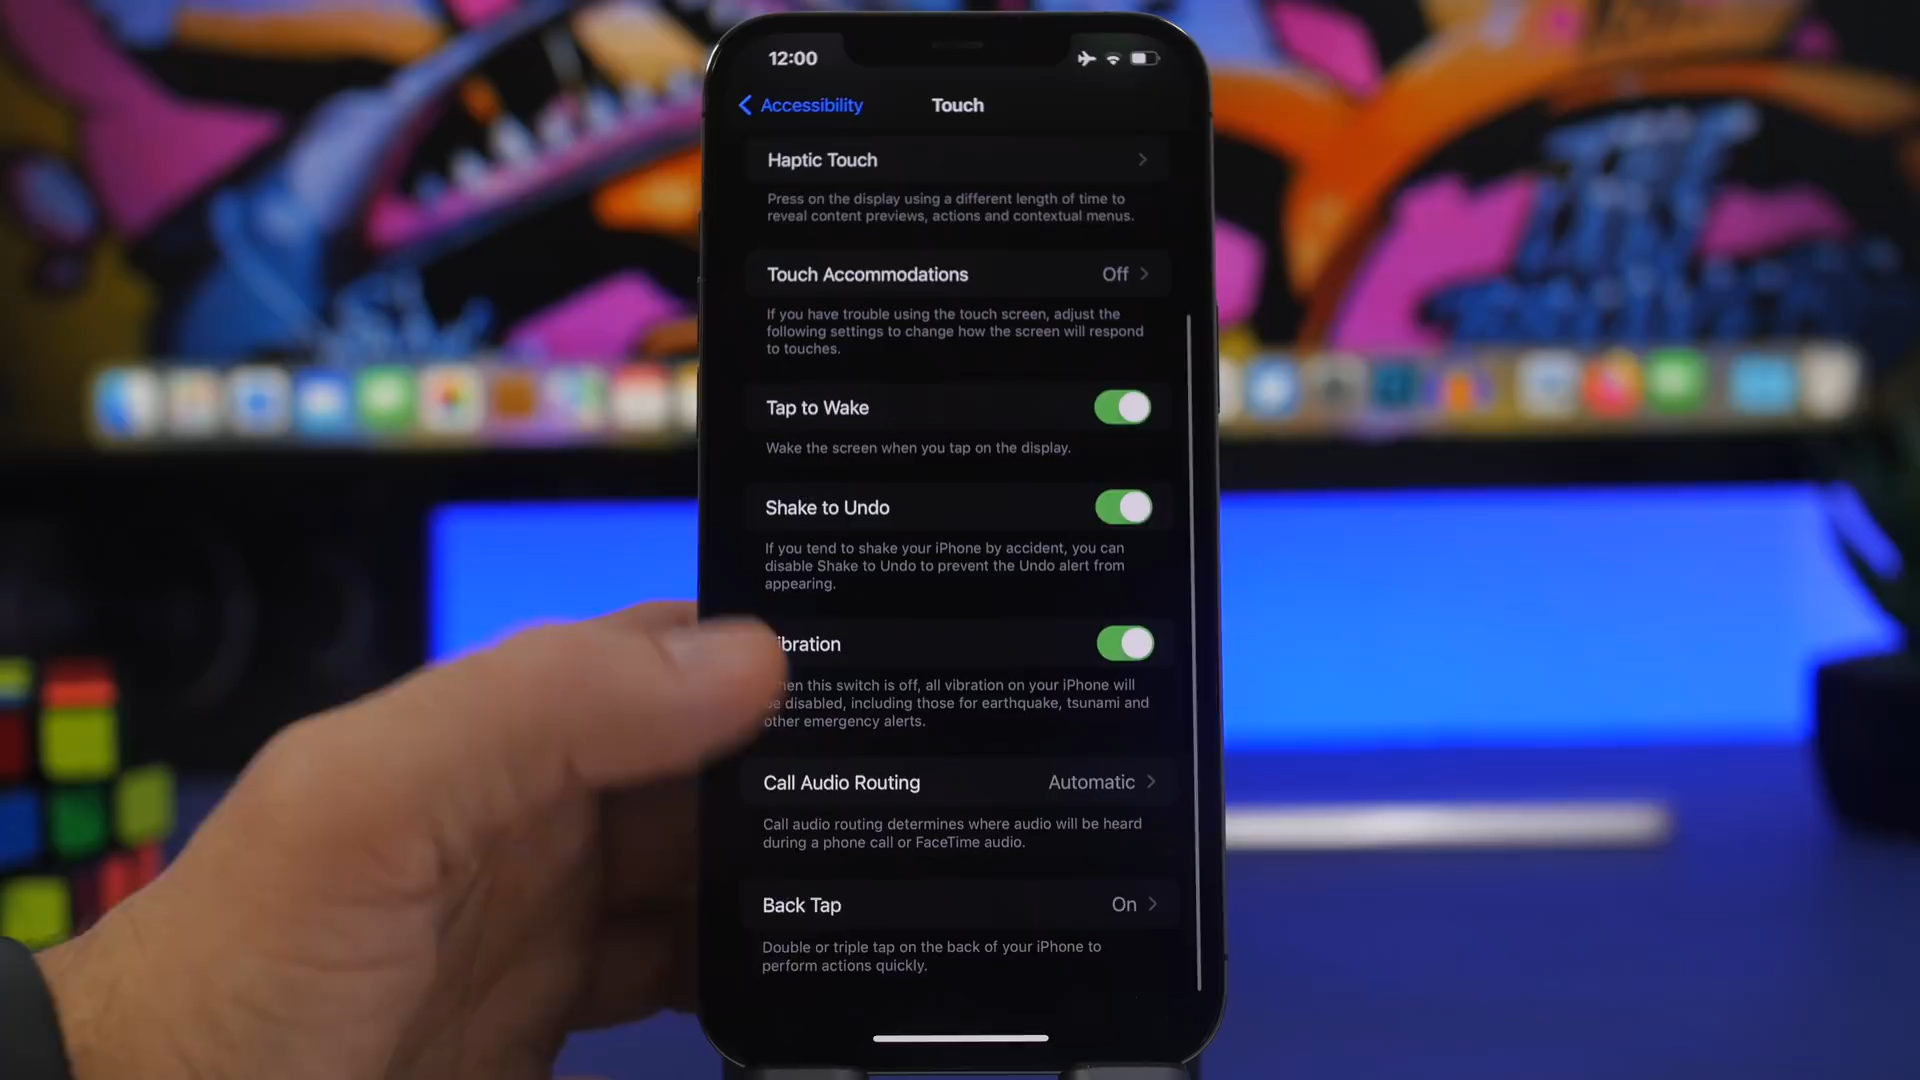 12:00
Accessibility
Touch
Haptic Touch
Press on the display using a different length of time to
reveal content previews, actions and contextual menus.
Touch Accommodations Off
If you have trouble using the touch screen, adjust the
following settings to change how the screen will respond
to touches.
Tap to Wake
Wake the screen when you tap on the display.
Shake to Undo
If you tend to shake your iPhone by accident, you can
disable Shake to Undo to prevent the Undo alert from
appearing.
ibration
en this switch is off, all vibration on your iPhone will
be disabled, including those for earthquake, tsunami and
other emergency alerts.
Call Audio Routing Automatic
Call audio routing determines where audio will be heard
during a phone call or FaceTime audio.
Back Tap On
Double or triple tap on the back of your iPhone to
perform actions quickly.